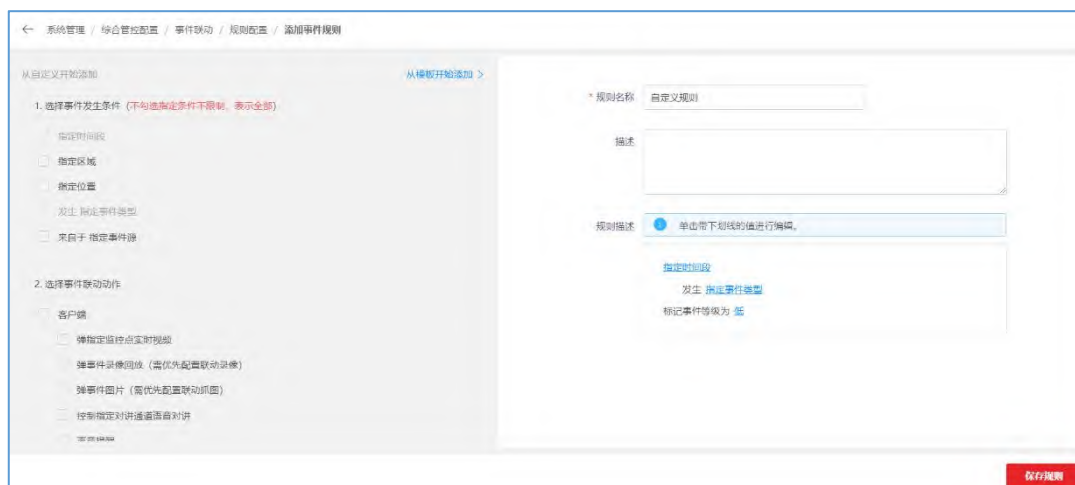 ← 系统管理 / 综合管控配置 / 事件联动 / 规则配置 / 添加事件规则
从自定义开始添加
从模板开始添加 >
1. 选择事件发生条件（不勾选指定条件不限制，表示全部）
指定时间段
指定区域
指定位置
发生 指定事件类型
来自于 指定事件源
2. 选择事件联动动作
客户端
弹指定监控点实时视频
弹事件录像回放（需优先配置联动录像）
弹事件图片（需优先配置联动抓图）
控制指定对讲通道语音对讲
* 规则名称 自定义规则
描述
规则描述 单击带下划线的值进行编辑。
指定时间段
发生 指定事件类型
标记事件等级为 低
保存规则